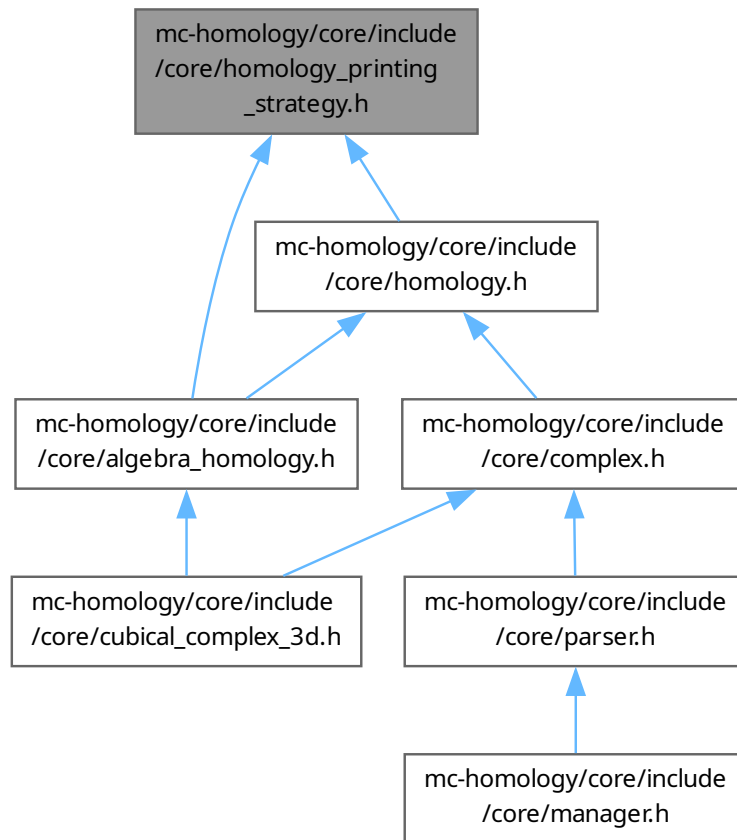 mc-homology/core/include
/core/homology_printing
_strategy.h
mc-homology/core/include
/core/homology.h
mc-homology/core/include
/core/algebra_homology.h
mc-homology/core/include
/core/complex.h
mc-homology/core/include
/core/cubical_complex_3d.h
mc-homology/core/include
/core/parser.h
mc-homology/core/include
/core/manager.h